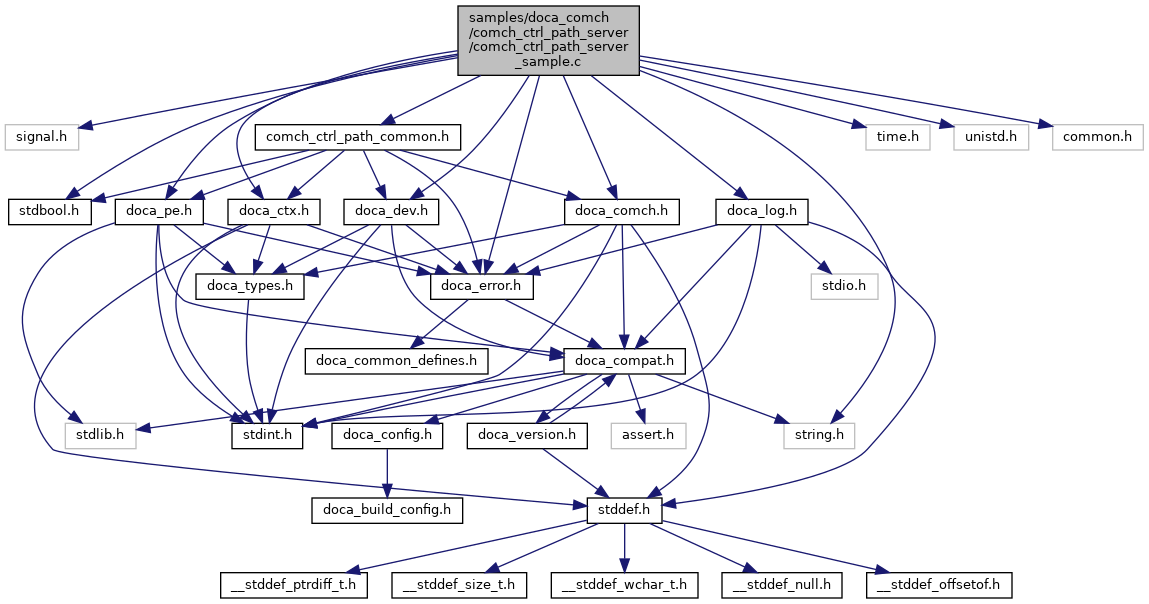 samples/doca_comch
/comch_ctrl_path_server
/comch_ctrl_path_server
_sample.c
signal.h
comch_ctrl_path_common.h
time.h
unistd.h
common.h
stdbool.h
doca_pe.h
doca_ctx.h
doca_dev.h
doca_comch.h
doca_log.h
doca_types.h
doca_error.h
stdio.h
doca_common_defines.h
doca_compat.h
stdlib.h
stdint.h
doca_config.h
doca_version.h
assert.h
string.h
doca_build_config.h
stddef.h
__stddef_ptrdiff_t.h
__stddef_size_t.h
__stddef_wchar_t.h
__stddef_null.h
__stddef_offsetof.h